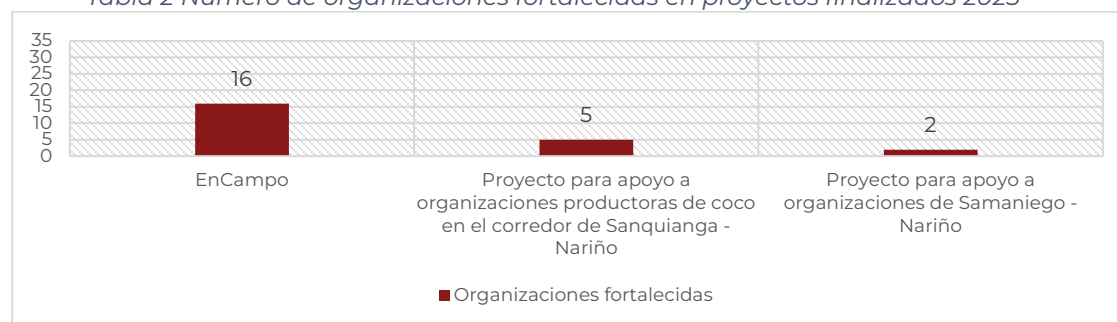 Tabla 2 Número de organizaciones fortalecidas en proyectos finalizados 2023
35
30
25
20
15
10
5
0
16
5
2
EnCampo
Proyecto para apoyo a
organizaciones productoras de coco
en el corredor de Sanquianga -
Nariño
Proyecto para apoyo a
organizaciones de Samaniego -
Nariño
Organizaciones fortalecidas